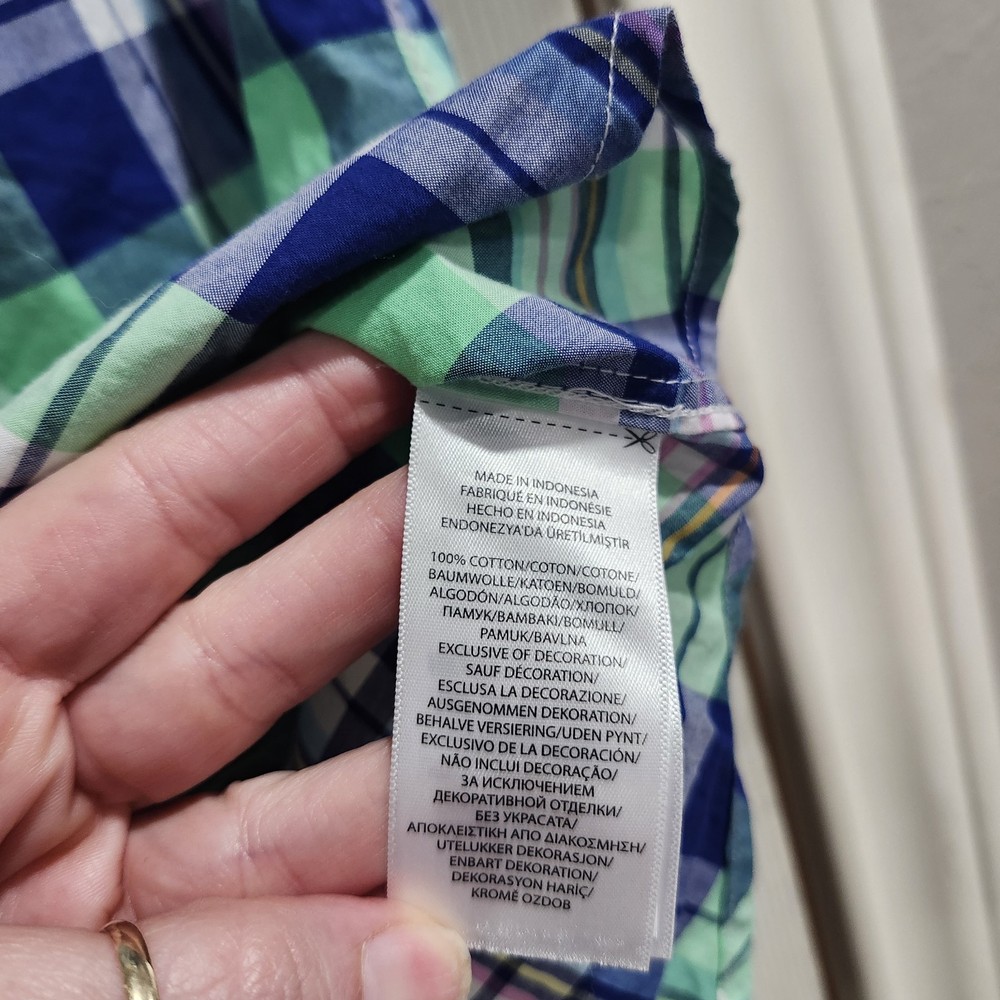 MADE IN INDONESIA
FABRIQUÉ EN INDONÉSIE
HECHO EN INDONESIA
ENDONEZYA'DA ÜRETİLMİŞTİR
100% COTTON/COTON/COTONE/
BAUMWOLLE/KATOEN/BOMULD/
ALGODÓN/ALGODÃO/ХЛОПОК/
ПАМУК/ΒΑΜΒΑΚΙ/BOMULL/
PAMUK/BAVLNA
EXCLUSIVE OF DECORATION/
SAUF DÉCORATION/
ESCLUSA LA DECORAZIONE/
AUSGENOMMEN DEKORATION/
BEHALVE VERSIERING/UDEN PYNT/
EXCLUSIVO DE LA DECORACIÓN/
NÃO INCLUI DECORAÇÃO/
ЗА ИСКЛЮЧЕНИЕМ
ДЕКОРАТИВНОЙ ОТДЕЛКИ/
БЕЗ УКРАСАТА/
ΑΠΟΚΛΕΙΣΤΙΚΗ ΑΠΟ ΔΙΑΚΟΣΜΗΣΗ/
UTELUKKER DEKORASJON/
ENBART DEKORATION/
DEKORASYON HARİÇ/
KROMĚ OZDOB